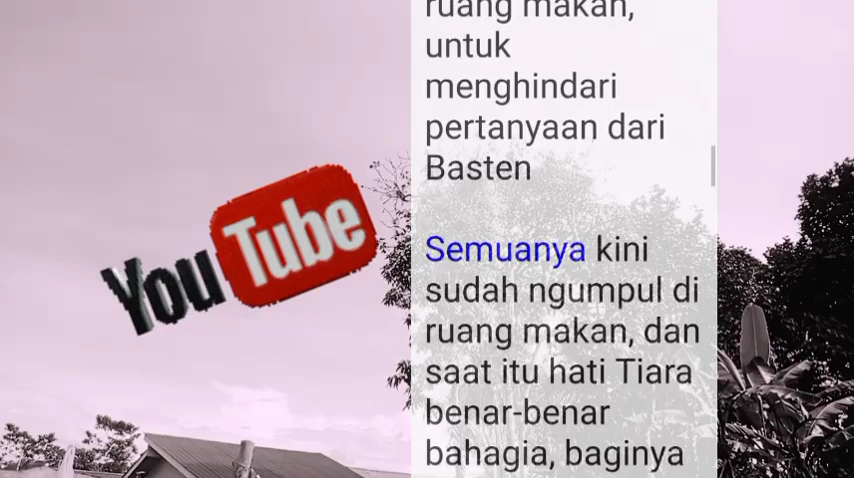 YouTube
ruang makan,
untuk
menghindari
pertanyaan dari
Basten
Semuanya kini
sudah ngumpul di
ruang makan, dan
saat itu hati Tiara
benar-benar
bahagia, baginya